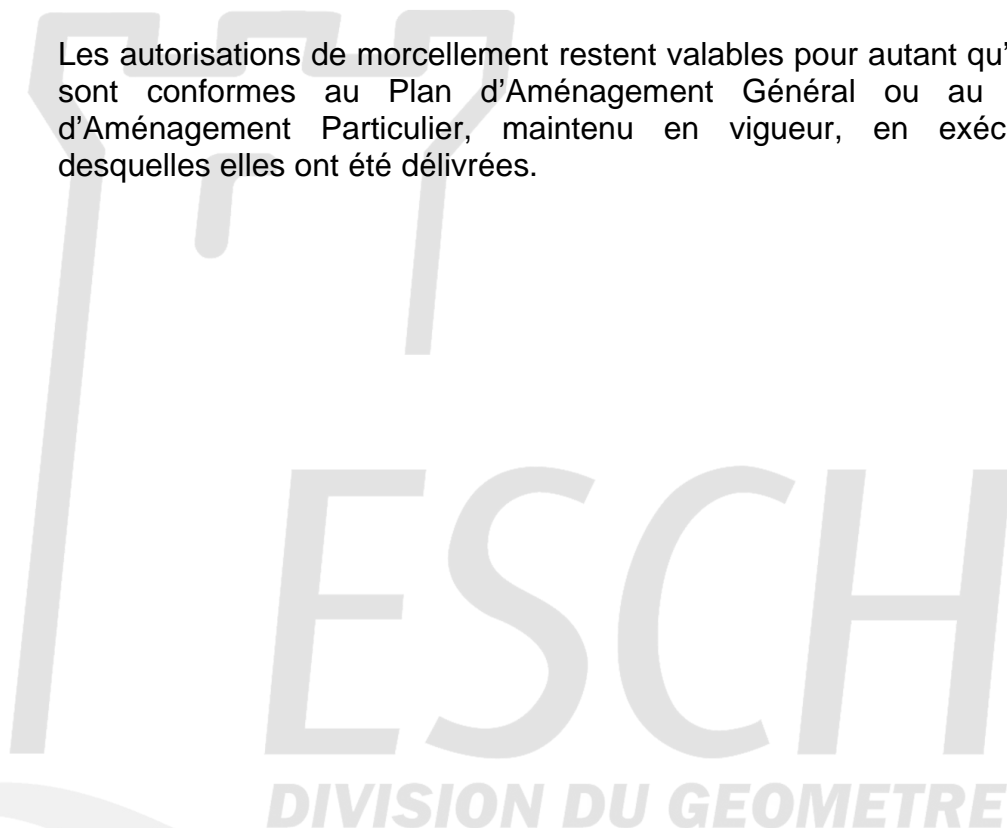 Les autorisations de morcellement restent valables pour autant qu'
sont conformes au Plan d'Aménagement Général ou au
d'Aménagement Particulier, maintenu en vigueur, en exéc
desquelles elles ont été délivrées.
ESCH
DIVISION DU GEOMETRE